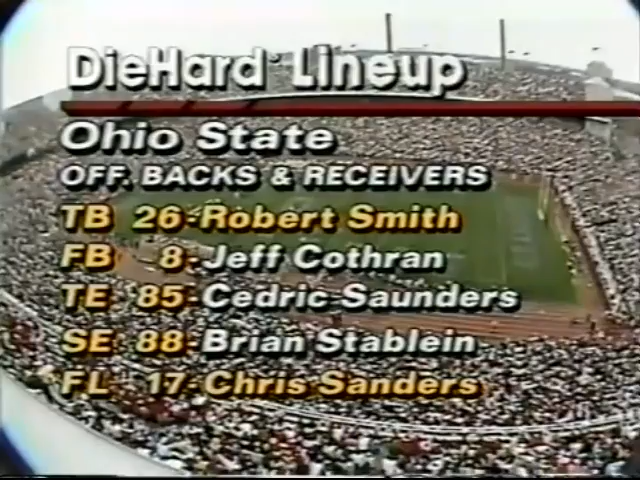 DieHard Lineup
Ohio State
OFF. BACKS & RECEIVERS
TB 26-Robert Smith
FB 8-Jeff Cothran
TE 85-Cedric Saunders
SE 88-Brian Stablein
FL 17-Chris Sanders